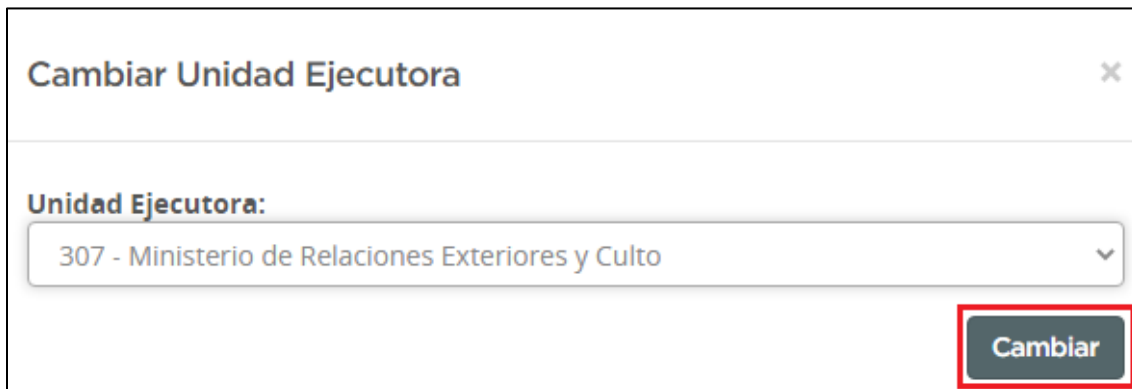 Cambiar Unidad Ejecutora ×
Unidad Ejecutora:
307 - Ministerio de Relaciones Exteriores y Culto
Cambiar